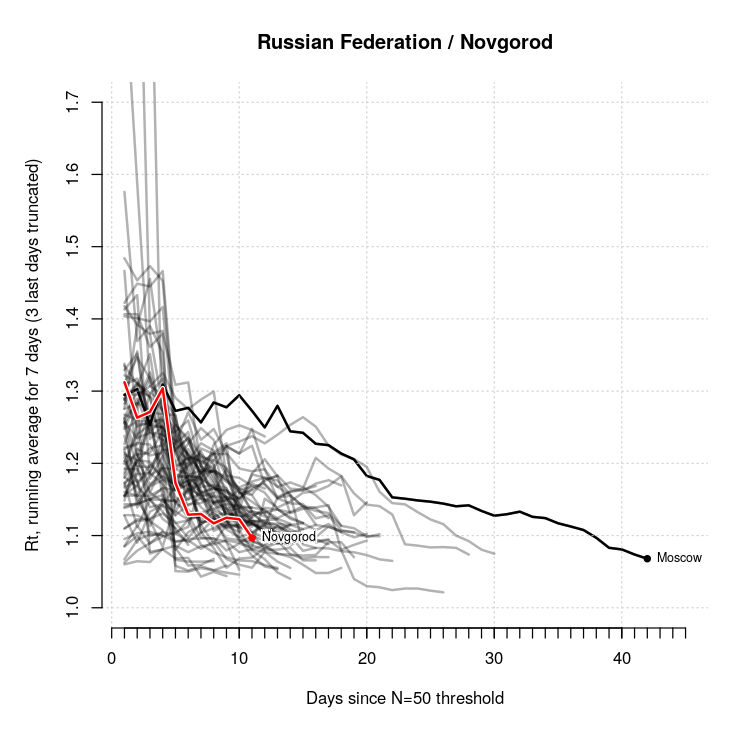 Russian Federation / Novgorod
Rt, running average for 7 days (3 last days truncated)
1.7
1.6
1.5
1.4
1.3
1.2
1.1
1.0
Novgorod
Moscow
0 10 20 30 40
Days since N=50 threshold